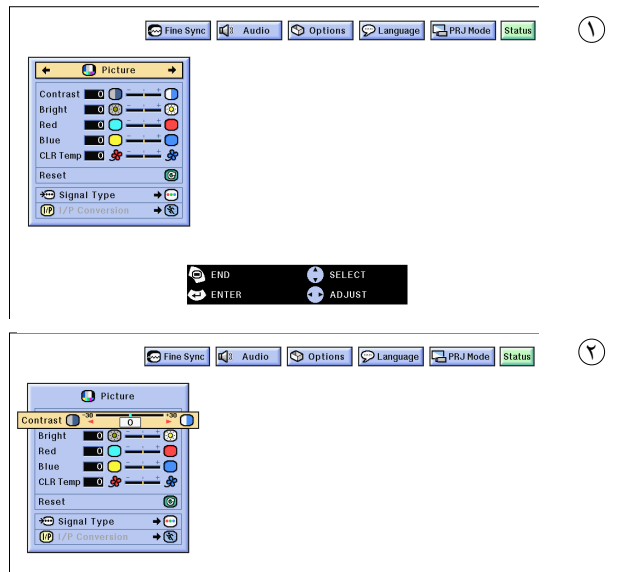 Fine Sync Audio Options Language PRJ Mode Status ١
Picture
Contrast 0
Bright 0
Red 0
Blue 0
CLR Temp 0
Reset
Signal Type
I/P I/P Conversion
END SELECT
ENTER ADJUST
Fine Sync Audio Options Language PRJ Mode Status ٢
Picture
Contrast -30 0 +30
Bright 0
Red 0
Blue 0
CLR Temp 0
Reset
Signal Type
I/P I/P Conversion